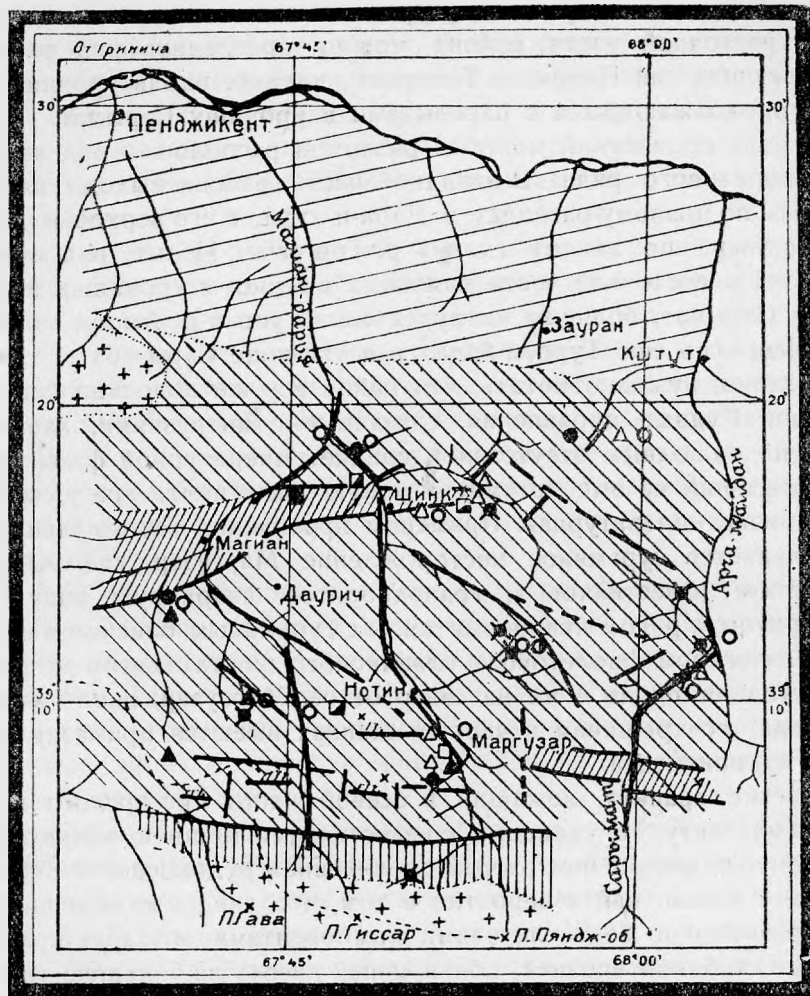 От Гринича 67°45' 68°00'
30' 30'
Пенджикент
Магиан-
дарья
Зауран
Кштут
20' 20'
Шинк
Магиан
Арча майдан
Даурич
39° 39°
10' 10'
Нотин
Маргузар
П.Гава
П.Гиссар
х П.Пяндж-об
67°45' 68°00'